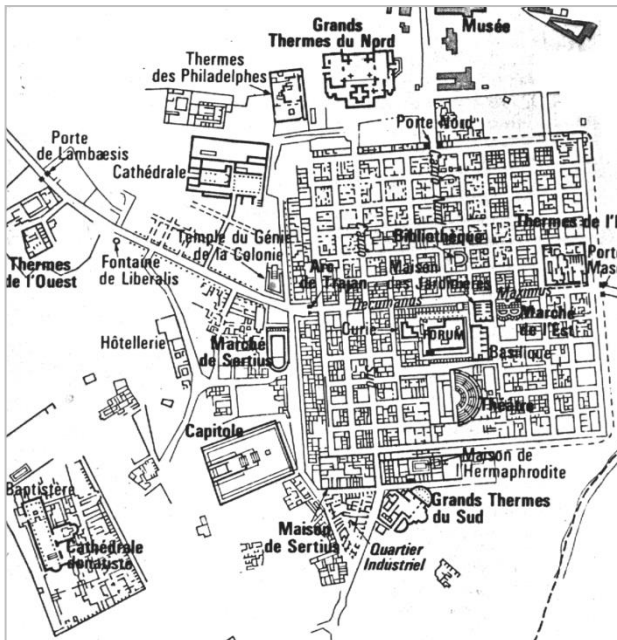 Grands
Thermes du Nord
Musée
Thermes
des Philadelphes
Porte Nord
Porte
de Lambæsis
Cathédrale
Thermes de l'E
Temple du Génie
de la Colonie
Bibliothèque
Thermes
de l'Ouest
Fontaine
de Liberalis
Arc
de Trajan
Maison
des Jardinières
Porte
Mas
Decumanus
Maximus
Marché
de l'Est
Hôtellerie
Marché
de Sertius
Curie
FORUM
Basilique
Théâtre
Capitole
Maison de
l'Hermaphrodite
Baptistère
Grands Thermes
du Sud
Maison
de Sertius
Cathédrale
donatiste
Quartier
Industriel